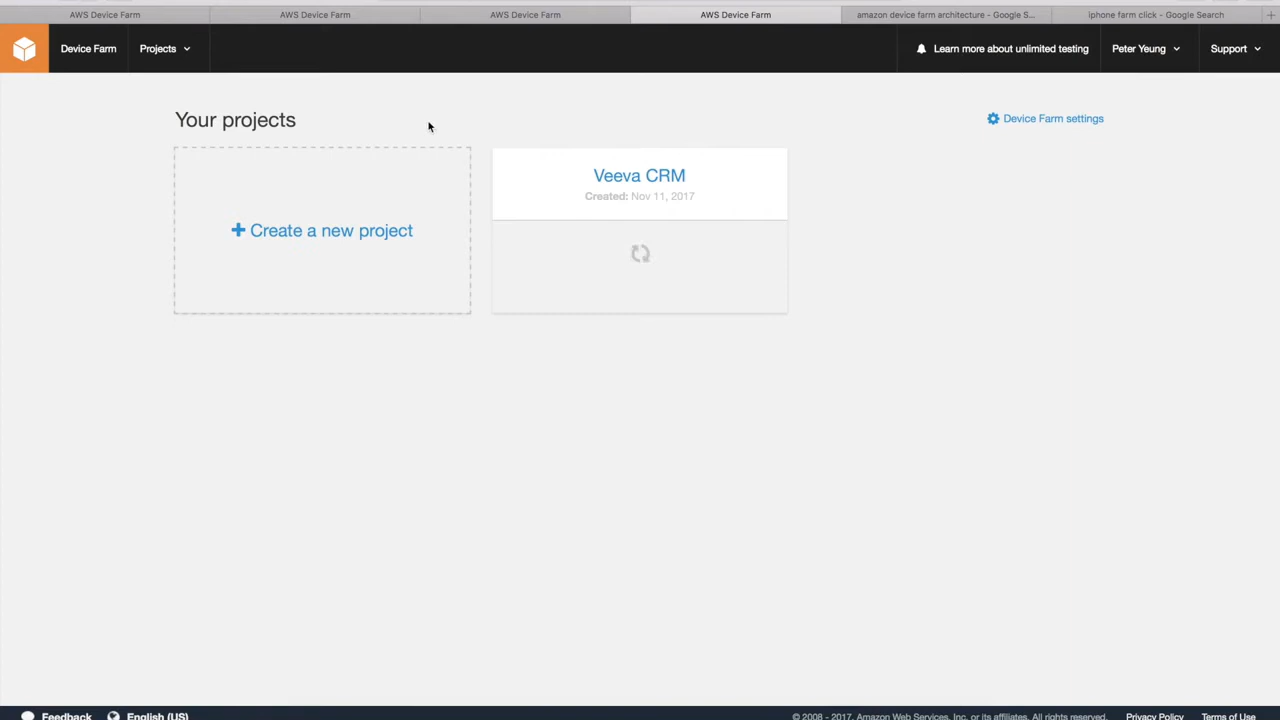 AWS Device Farm
AWS Device Farm
AWS Device Farm
AWS Device Farm
amazon device farm architecture - Google S...
iphone farm click - Google Search
Device Farm
Projects
Learn more about unlimited testing
Peter Yeung
Support
Your projects
Device Farm settings
+ Create a new project
Veeva CRM
Created: Nov 11, 2017
Feedback
English (US)
© 2008 - 2017, Amazon Web Services, Inc. or its affiliates. All rights reserved.
Privacy Policy
Terms of Use